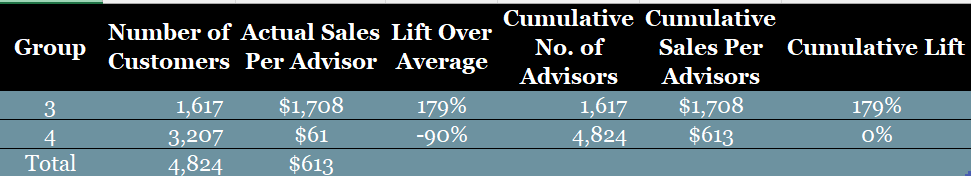 Group Number of Customers Actual Sales Per Advisor Lift Over Average Cumulative No. of Advisors Cumulative Sales Per Advisors Cumulative Lift
3 1,617 $1,708 179% 1,617 $1,708 179%
4 3,207 $61 -90% 4,824 $613 0%
Total 4,824 $613